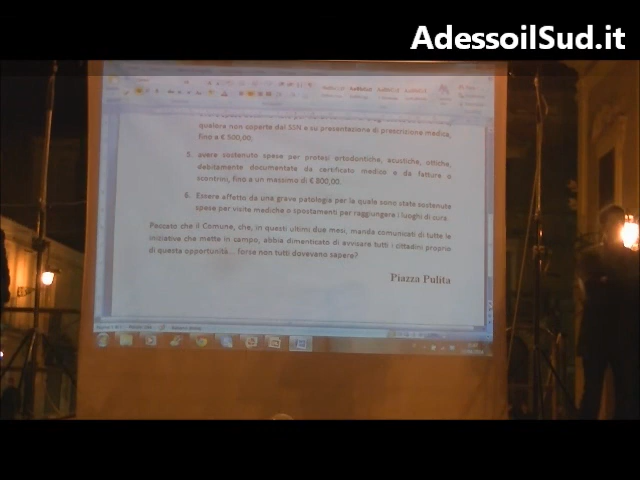 AdessoilSud.it
qualora non coperte dal SSN e su presentazione di prescrizione medica,
fino a € 500,00.
5. avere sostenuto spese per protesi ortodontiche, acustiche, ottiche,
debitamente documentate da certificato medico e da fatture o
scontrini, fino a un massimo di € 800,00.
6. Essere affetto da una grave patologia per la quale sono state sostenute
spese per visite mediche o spostamenti per raggiungere i luoghi di cura.
Peccato che il Comune, che, in questi ultimi due mesi, manda comunicati di tutte le
iniziative che mette in campo, abbia dimenticato di avvisare tutti i cittadini proprio
di questa opportunità... forse non tutti dovevano sapere?
Piazza Pulita